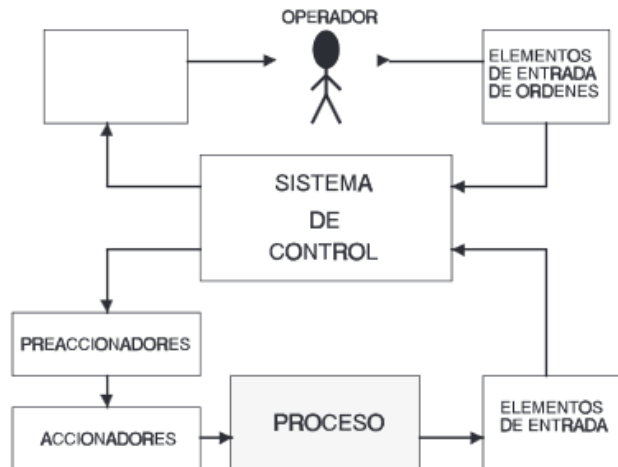 OPERADOR
ELEMENTOS
DE ENTRADA
DE ORDENES
SISTEMA
DE
CONTROL
PREACCIONADORES
ACCIONADORES
PROCESO
ELEMENTOS
DE ENTRADA